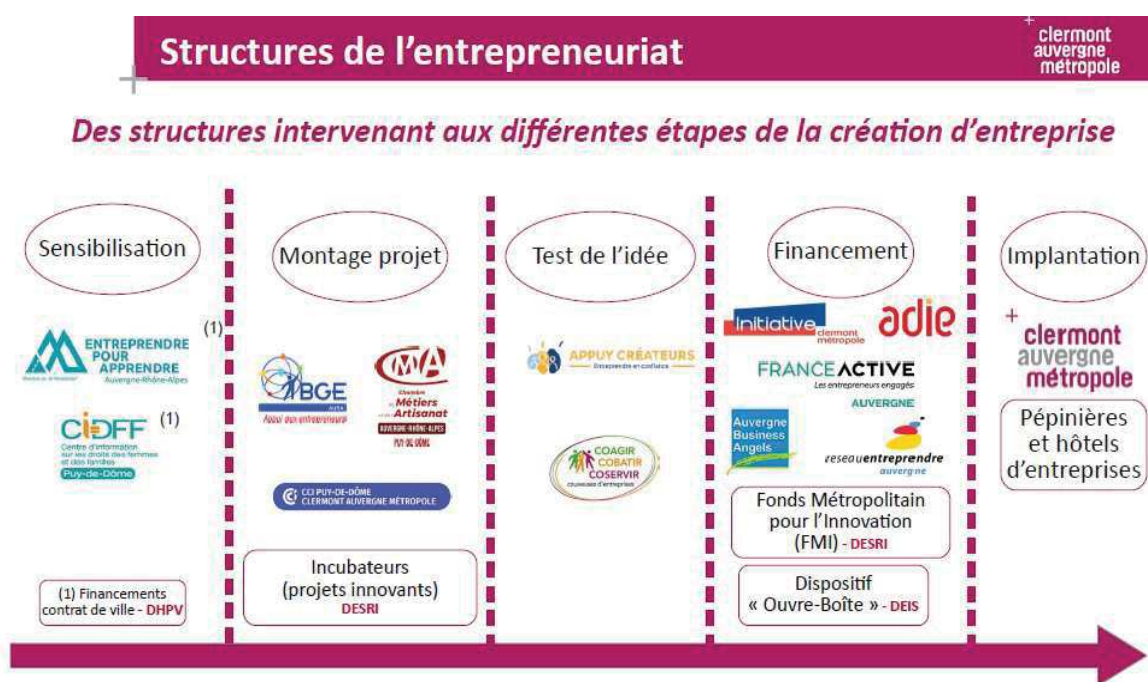 Structures de l'entrepreneuriat
+
clermont
auvergne
métropole
Des structures intervenant aux différentes étapes de la création d'entreprise
Sensibilisation
(1)
ENTREPRENDRE
POUR
APPRENDRE
Auvergne-Rhône-Alpes
CiDFF
(1)
Centre d'information
sur les droits des femmes
et des familles
Puy-de-Dôme
(1) Financements
contrat de ville - DHPV
Montage projet
BGE
AURA
Appui aux entrepreneurs
CMA
Chambre
de Métiers
et de l'Artisanat
AUVERGNE-RHÔNE-ALPES
PUY-DE-DÔME
CCI PUY-DE-DÔME
CLERMONT AUVERGNE MÉTROPOLE
Incubateurs
(projets innovants)
DESRI
Test de l'idée
APPUY CRÉATEURS
Entreprendre en confiance
COAGIR
COBATIR
COSERVIR
couveuses d'entreprises
Financement
Initiative
clermont
métropole
adie
FRANCE ACTIVE
Les entrepreneurs engagés
AUVERGNE
Auvergne
Business
Angels
reseauentreprendre
auvergne
Fonds Métropolitain
pour l'Innovation
(FMI) - DESRI
Dispositif
« Ouvre-Boîte » - DEIS
Implantation
+
clermont
auvergne
métropole
Pépinières
et hôtels
d'entreprises